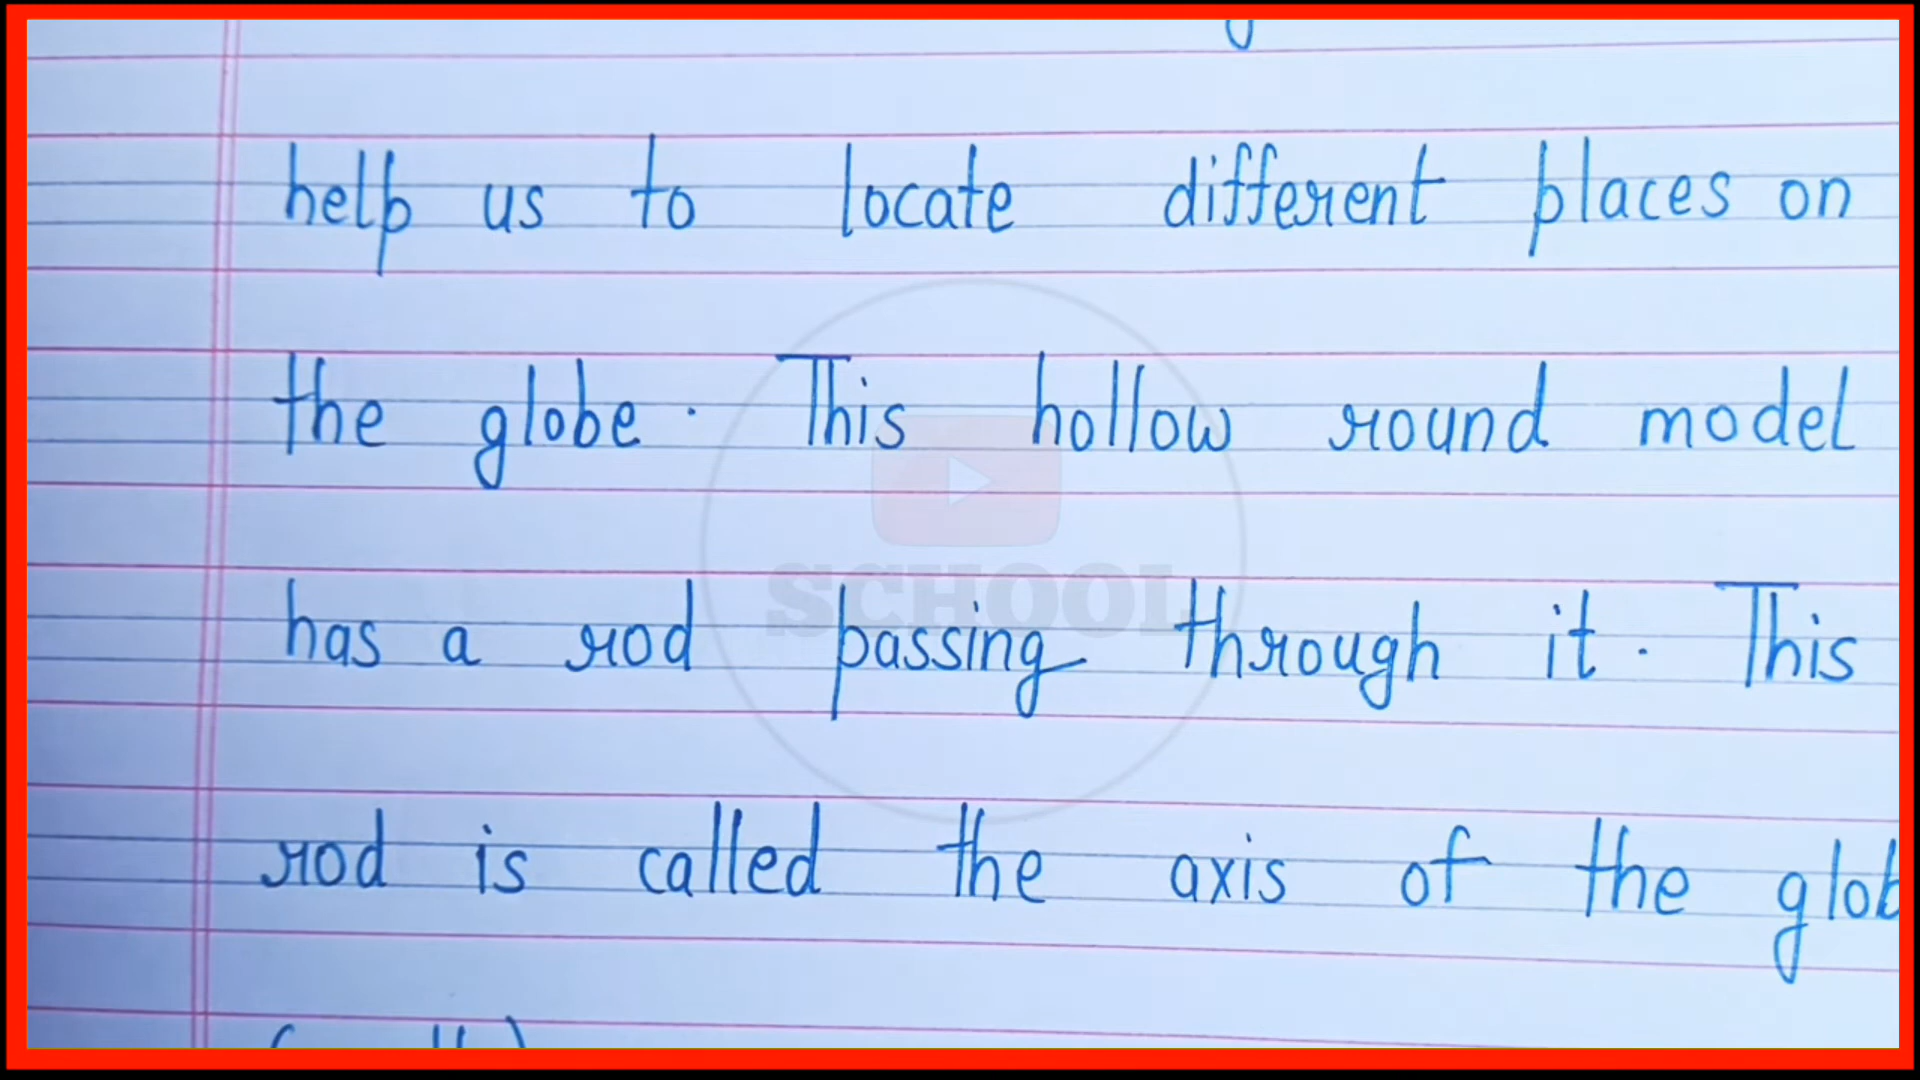 help us to locate different places on
the globe. This hollow round model
SCHOOL
has a rod passing through it. This
rod is called the axis of the glob